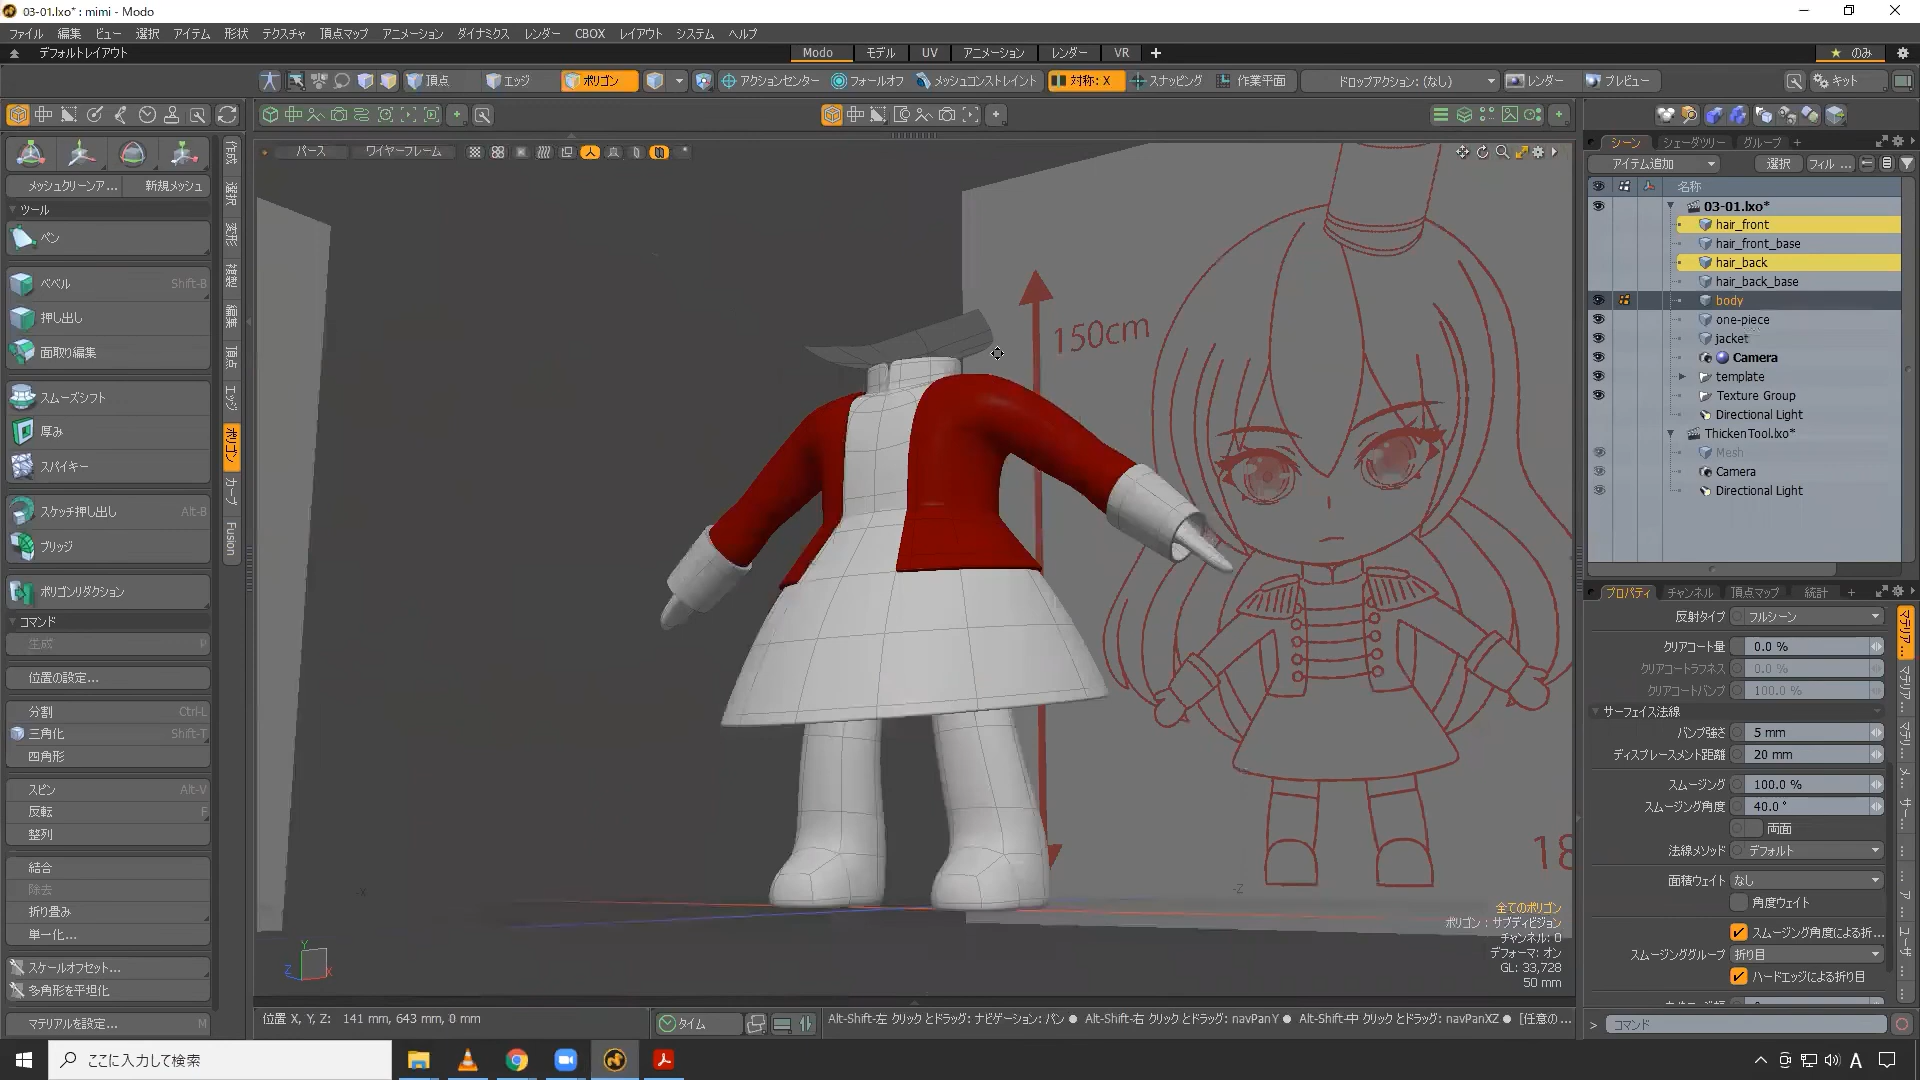 03-01.lxo* : mimi - Modo
ファイル 編集 ビュー 選択 アイテム 形状 テクスチャ 頂点マップ アニメーション ダイナミクス レンダー CBOX レイアウト システム ヘルプ
デフォルトレイアウト
Modo モデル UV アニメーション レンダー VR + ★ のみ
頂点 エッジ ポリゴン アクションセンター フォールオフ メッシュコンストレイント 対称: X スナッピング 作業平面 ドロップアクション: (なし) レンダー プレビュー キット
メッシュクリーンア... 新規メッシュ
ツール
ペン
ベベル Shift-B
押し出し
面取り編集
スムーズシフト
厚み
スパイキー
スケッチ押し出し Alt-B
ブリッジ
ポリゴンリダクション
コマンド
生成 P
位置の設定...
分割 Ctrl-L
三角化 Shift-T
四角形
スピン Alt-V
反転 F
整列
結合
除去
折り畳み
単一化...
スケールオフセット...
多角形を平坦化
マテリアルを設定... M
作成
選択
変形
複製
編集
頂点
エッジ
ポリゴン
カーブ
Fusion
パース ワイヤーフレーム
150cm
18
-X
-Z
Y
Z
X
全てのポリゴン
ポリゴン : サブディビジョン
チャンネル: 0
デフォーマ: オン
GL: 33,728
50 mm
シーン シェーダツリー グループ +
アイテム追加 選択 フィル ...
名称
03-01.lxo*
hair_front
hair_front_base
hair_back
hair_back_base
body
one-piece
jacket
Camera
template
Texture Group
Directional Light
ThickenTool.lxo*
Mesh
Camera
Directional Light
プロパティ チャンネル 頂点マップ 統計 +
反射タイプ フルシーン
クリアコート量 0.0 %
クリアコートラフネス 0.0 %
クリアコートバンプ 100.0 %
サーフェイス法線
バンプ強さ 5 mm
ディスプレースメント距離 20 mm
スムージング 100.0 %
スムージング角度 40.0 °
両面
法線メソッド デフォルト
面積ウェイト なし
角度ウェイト
スムージング角度による折...
スムージンググループ 折り目
ハードエッジによる折り目
位置 X, Y, Z: 141 mm, 643 mm, 0 mm
タイム
Alt-Shift-左 クリックとドラッグ: ナビゲーション: パン ● Alt-Shift-右 クリックとドラッグ: navPanY ● Alt-Shift-中 クリックとドラッグ: navPanXZ ● [任意の ...
> コマンド
ここに入力して検索
A